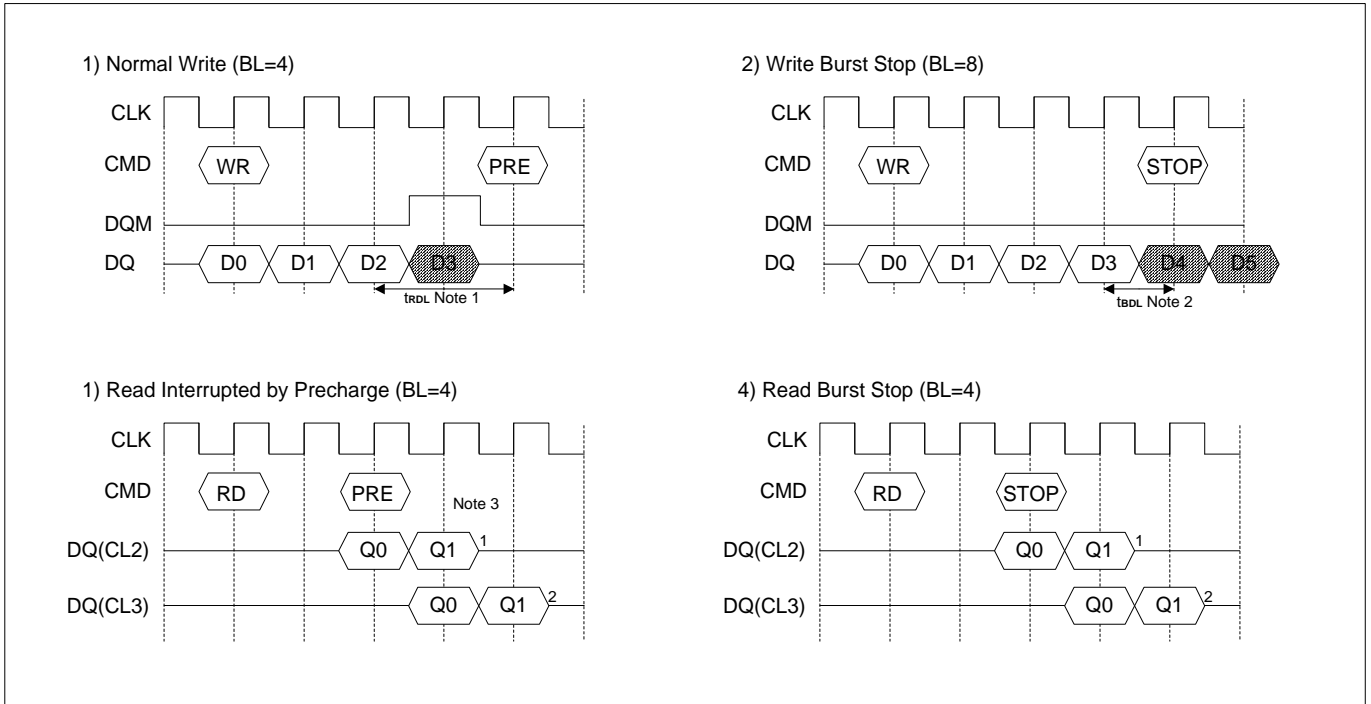 1) Normal Write (BL=4)
CLK
CMD WR PRE
DQM
DQ D0 D1 D2 D3
tRDL Note 1
2) Write Burst Stop (BL=8)
CLK
CMD WR STOP
DQM
DQ D0 D1 D2 D3 D4 D5
tBDL Note 2
1) Read Interrupted by Precharge (BL=4)
CLK
CMD RD PRE
Note 3
DQ(CL2) Q0 Q1 1
DQ(CL3) Q0 Q1 2
4) Read Burst Stop (BL=4)
CLK
CMD RD STOP
DQ(CL2) Q0 Q1 1
DQ(CL3) Q0 Q1 2